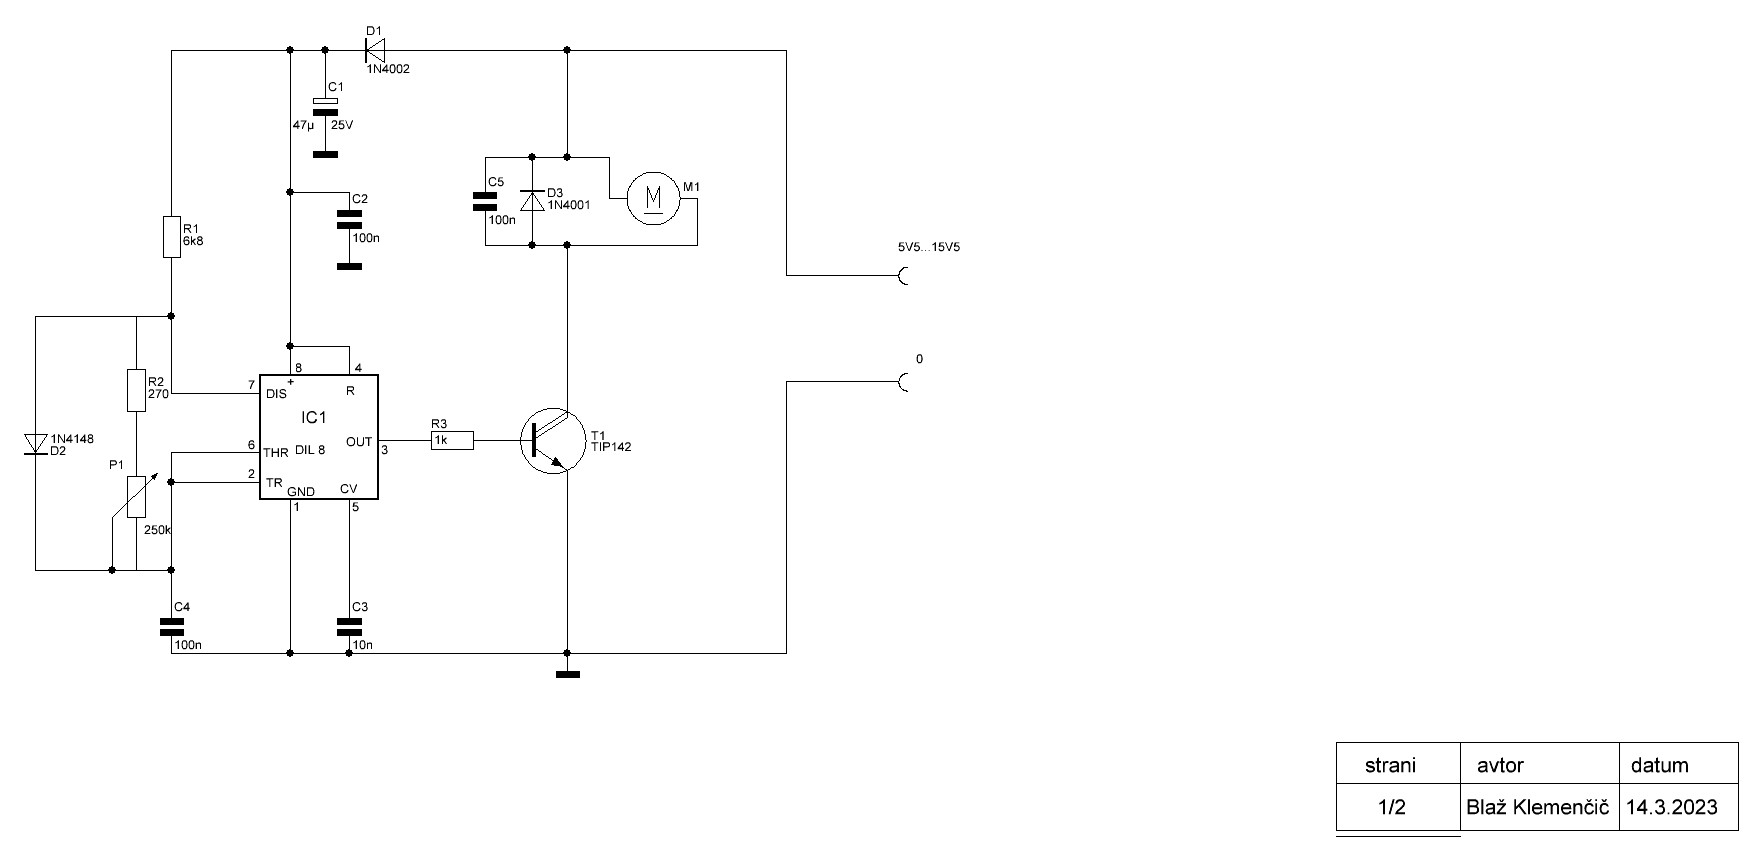 D1
1N4002
C1
47µ 25V
C2
100n
R1
6k8
C5
100n
D3
1N4001
M
M1
5V5...15V5
0
R2
270
1N4148
D2
P1
250k
7
DIS
8
+
4
R
IC1
DIL 8
6
THR
2
TR
OUT
3
GND
1
CV
5
R3
1k
T1
TIP142
C4
100n
C3
10n
strani avtor datum
1/2 Blaž Klemenčič 14.3.2023